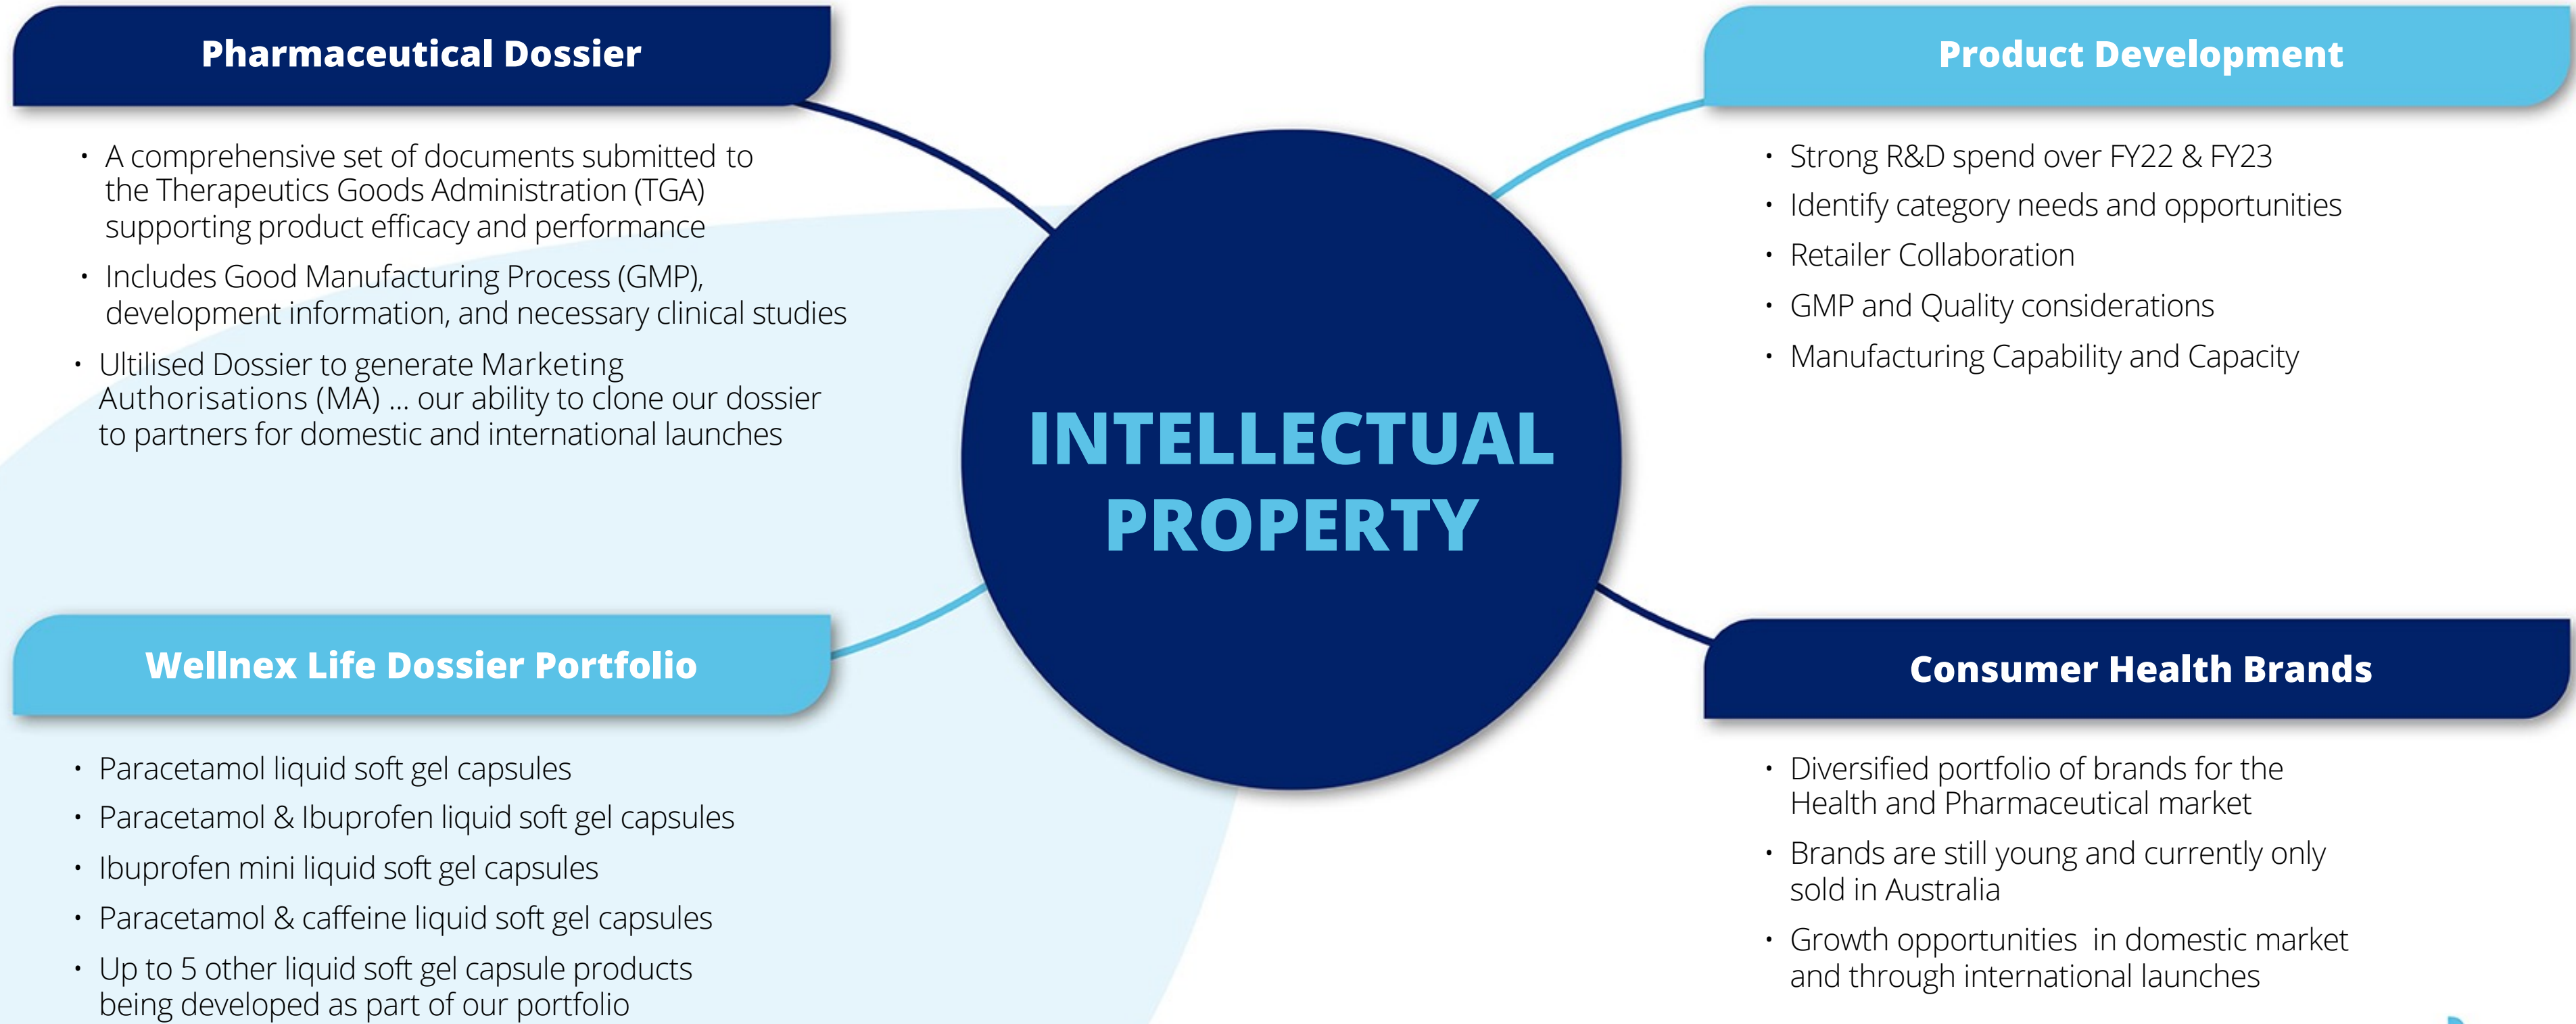 Pharmaceutical Dossier
• A comprehensive set of documents submitted to
the Therapeutics Goods Administration (TGA)
supporting product efficacy and performance
• Includes Good Manufacturing Process (GMP),
development information, and necessary clinical studies
• Ultilised Dossier to generate Marketing
Authorisations (MA) ... our ability to clone our dossier
to partners for domestic and international launches
Product Development
• Strong R&D spend over FY22 & FY23
• Identify category needs and opportunities
• Retailer Collaboration
• GMP and Quality considerations
• Manufacturing Capability and Capacity
INTELLECTUAL
PROPERTY
Wellnex Life Dossier Portfolio
• Paracetamol liquid soft gel capsules
• Paracetamol & Ibuprofen liquid soft gel capsules
• Ibuprofen mini liquid soft gel capsules
• Paracetamol & caffeine liquid soft gel capsules
• Up to 5 other liquid soft gel capsule products
being developed as part of our portfolio
Consumer Health Brands
• Diversified portfolio of brands for the
Health and Pharmaceutical market
• Brands are still young and currently only
sold in Australia
• Growth opportunities  in domestic market
and through international launches